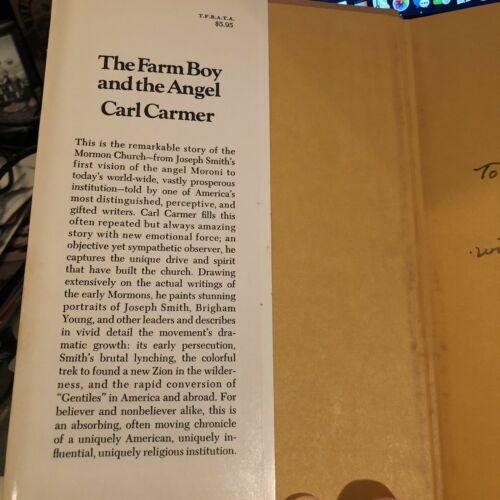 T.F.B.A.T.A.
$5.95
The Farm Boy
and the Angel
Carl Carmer
This is the remarkable story of the
Mormon Church—from Joseph Smith's
first vision of the angel Moroni to
today's world-wide, vastly prosperous
institution—told by one of America's
most distinguished, perceptive, and
gifted writers. Carl Carmer fills this
often repeated but always amazing
story with new emotional force; an
objective yet sympathetic observer, he
captures the unique drive and spirit
that have built the church. Drawing
extensively on the actual writings of
the early Mormons, he paints stunning
portraits of Joseph Smith, Brigham
Young, and other leaders and describes
in vivid detail the movement's dra-
matic growth: its early persecution,
Smith's brutal lynching, the colorful
trek to found a new Zion in the wilder-
ness, and the rapid conversion of
"Gentiles" in America and abroad. For
believer and nonbeliever alike, this is
an absorbing, often moving chronicle
of a uniquely American, uniquely in-
fluential, uniquely religious institution.
To